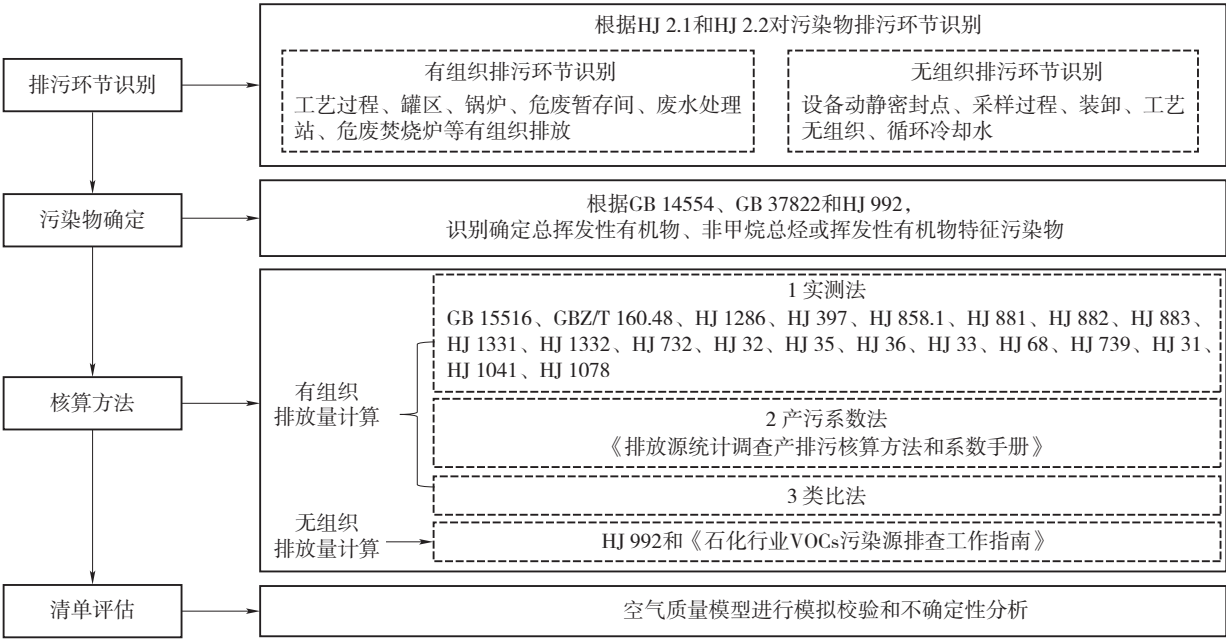 排污环节识别
根据HJ 2.1和HJ 2.2对污染物排污环节识别
有组织排污环节识别
工艺过程、罐区、锅炉、危废暂存间、废水处理
站、危废焚烧炉等有组织排放
无组织排污环节识别
设备动静密封点、采样过程、装卸、工艺
无组织、循环冷却水
污染物确定
根据GB 14554、GB 37822和HJ 992，
识别确定总挥发性有机物、非甲烷总烃或挥发性有机物特征污染物
核算方法
有组织
排放量计算
1 实测法
GB 15516、GBZ/T 160.48、HJ 1286、HJ 397、HJ 858.1、HJ 881、HJ 882、HJ 883、
HJ 1331、HJ 1332、HJ 732、HJ 32、HJ 35、HJ 36、HJ 33、HJ 68、HJ 739、HJ 31、
HJ 1041、HJ 1078
2 产污系数法
《排放源统计调查产排污核算方法和系数手册》
3 类比法
无组织
排放量计算
HJ 992和《石化行业VOCs污染源排查工作指南》
清单评估
空气质量模型进行模拟校验和不确定性分析